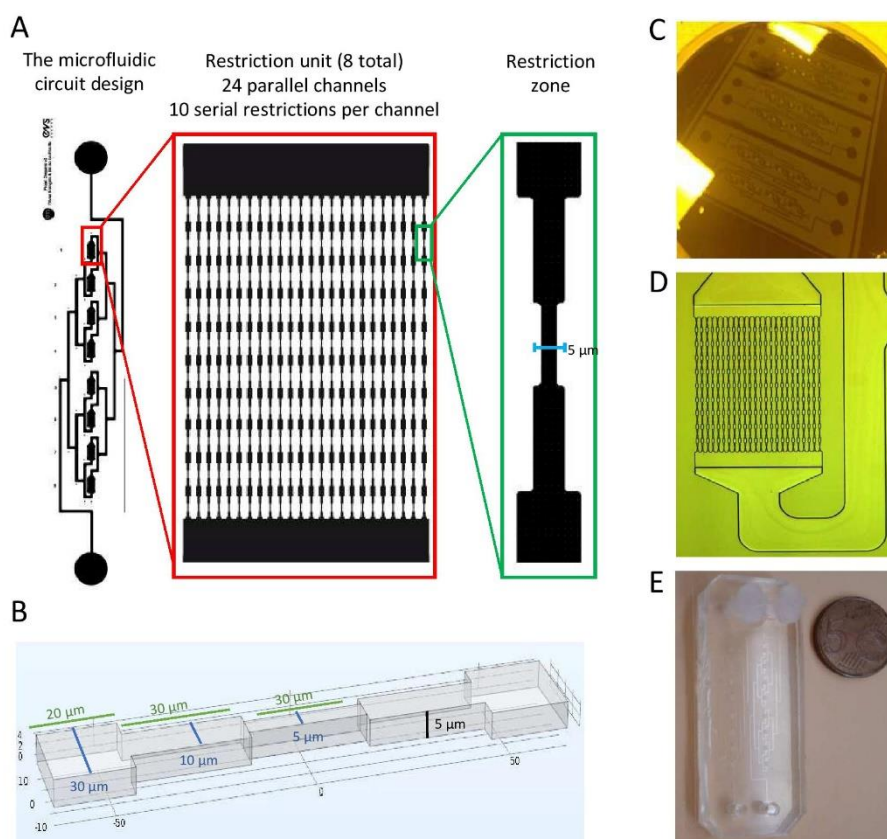 A
The microfluidic
circuit design
Restriction unit (8 total)
24 parallel channels
10 serial restrictions per channel
Restriction
zone
ENS
5 µm
B
20 µm
30 µm
30 µm
30 µm
10 µm
5 µm
5 µm
4
2
0
10
0
-10
-50
0
50
C
D
E